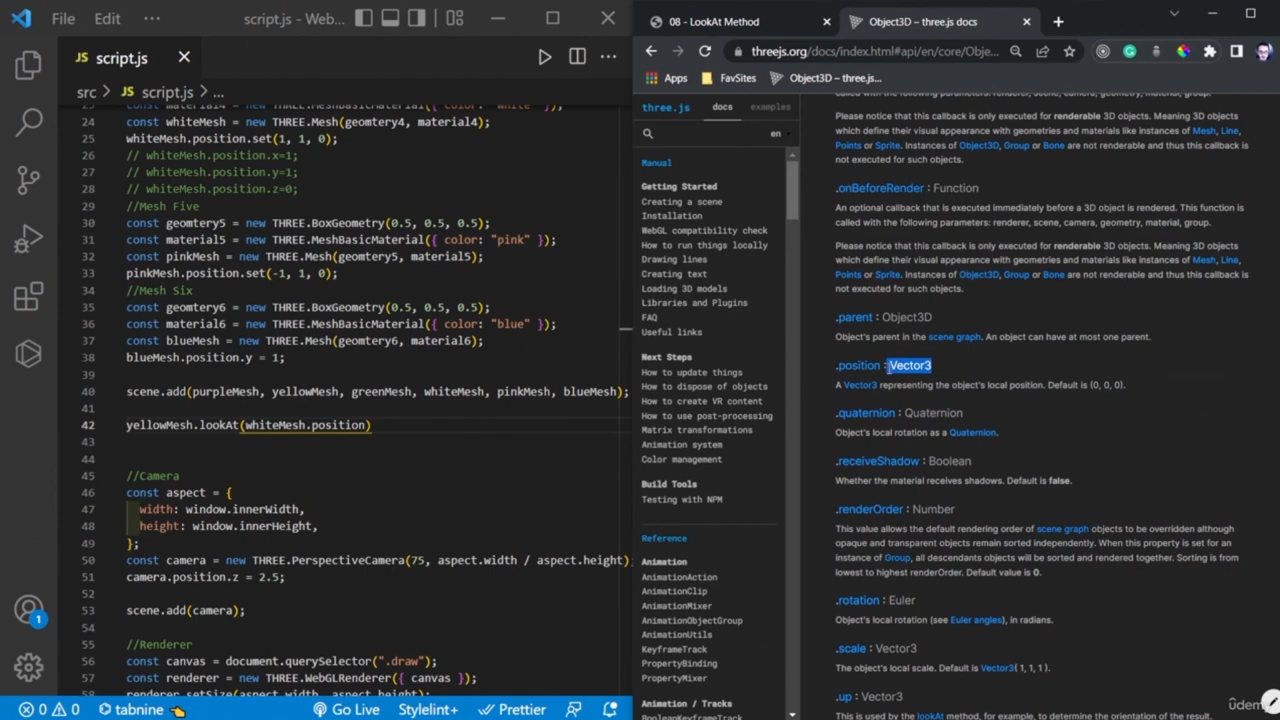 File Edit ··· script.js - Web...
JS script.js
src > JS script.js > ...
24 const whiteMesh = new THREE.Mesh(geomtery4, material4);
25 whiteMesh.position.set(1, 1, 0);
26 // whiteMesh.position.x=1;
27 // whiteMesh.position.y=1;
28 // whiteMesh.position.z=0;
29 //Mesh Five
30 const geomtery5 = new THREE.BoxGeometry(0.5, 0.5, 0.5);
31 const material5 = new THREE.MeshBasicMaterial({ color: "pink" });
32 const pinkMesh = new THREE.Mesh(geomtery5, material5);
33 pinkMesh.position.set(-1, 1, 0);
34 //Mesh Six
35 const geomtery6 = new THREE.BoxGeometry(0.5, 0.5, 0.5);
36 const material6 = new THREE.MeshBasicMaterial({ color: "blue" });
37 const blueMesh = new THREE.Mesh(geomtery6, material6);
38 blueMesh.position.y = 1;
39
40 scene.add(purpleMesh, yellowMesh, greenMesh, whiteMesh, pinkMesh, blueMesh);
41
42 yellowMesh.lookAt(whiteMesh.position)
43
44
45 //Camera
46 const aspect = {
47 width: window.innerWidth,
48 height: window.innerHeight,
49 };
50 const camera = new THREE.PerspectiveCamera(75, aspect.width / aspect.height);
51 camera.position.z = 2.5;
52
53 scene.add(camera);
54
55 //Renderer
56 const canvas = document.querySelector(".draw");
57 const renderer = new THREE.WebGLRenderer({ canvas });
58 renderer.setSize(aspect.width, aspect.height);
1
0 0 tabnine Go Live Stylelint+ Prettier
08 - LookAt Method
Object3D – three.js docs
threejs.org/docs/index.html#api/en/core/Obje...
Apps FavSites Object3D – three.js...
three.js docs examples
en
Manual
Getting Started
Creating a scene
Installation
WebGL compatibility check
How to run things locally
Drawing lines
Creating text
Loading 3D models
Libraries and Plugins
FAQ
Useful links
Next Steps
How to update things
How to dispose of objects
How to create VR content
How to use post-processing
Matrix transformations
Animation system
Color management
Build Tools
Testing with NPM
Reference
Animation
AnimationAction
AnimationClip
AnimationMixer
AnimationObjectGroup
AnimationUtils
KeyframeTrack
PropertyBinding
PropertyMixer
Animation / Tracks
BooleanKeyframeTrack
called with the following parameters: renderer, scene, camera, geometry, material, group.
Please notice that this callback is only executed for renderable 3D objects. Meaning 3D objects
which define their visual appearance with geometries and materials like instances of Mesh, Line,
Points or Sprite. Instances of Object3D, Group or Bone are not renderable and thus this callback is
not executed for such objects.
.onBeforeRender : Function
An optional callback that is executed immediately before a 3D object is rendered. This function is
called with the following parameters: renderer, scene, camera, geometry, material, group.
Please notice that this callback is only executed for renderable 3D objects. Meaning 3D objects
which define their visual appearance with geometries and materials like instances of Mesh, Line,
Points or Sprite. Instances of Object3D, Group or Bone are not renderable and thus this callback is
not executed for such objects.
.parent : Object3D
Object's parent in the scene graph. An object can have at most one parent.
.position : Vector3
A Vector3 representing the object's local position. Default is (0, 0, 0).
.quaternion : Quaternion
Object's local rotation as a Quaternion.
.receiveShadow : Boolean
Whether the material receives shadows. Default is false.
.renderOrder : Number
This value allows the default rendering order of scene graph objects to be overridden although
opaque and transparent objects remain sorted independently. When this property is set for an
instance of Group, all descendants objects will be sorted and rendered together. Sorting is from
lowest to highest renderOrder. Default value is 0.
.rotation : Euler
Object's local rotation (see Euler angles), in radians.
.scale : Vector3
The object's local scale. Default is Vector3( 1, 1, 1 ).
.up : Vector3
This is used by the lookAt method, for example, to determine the orientation of the result.